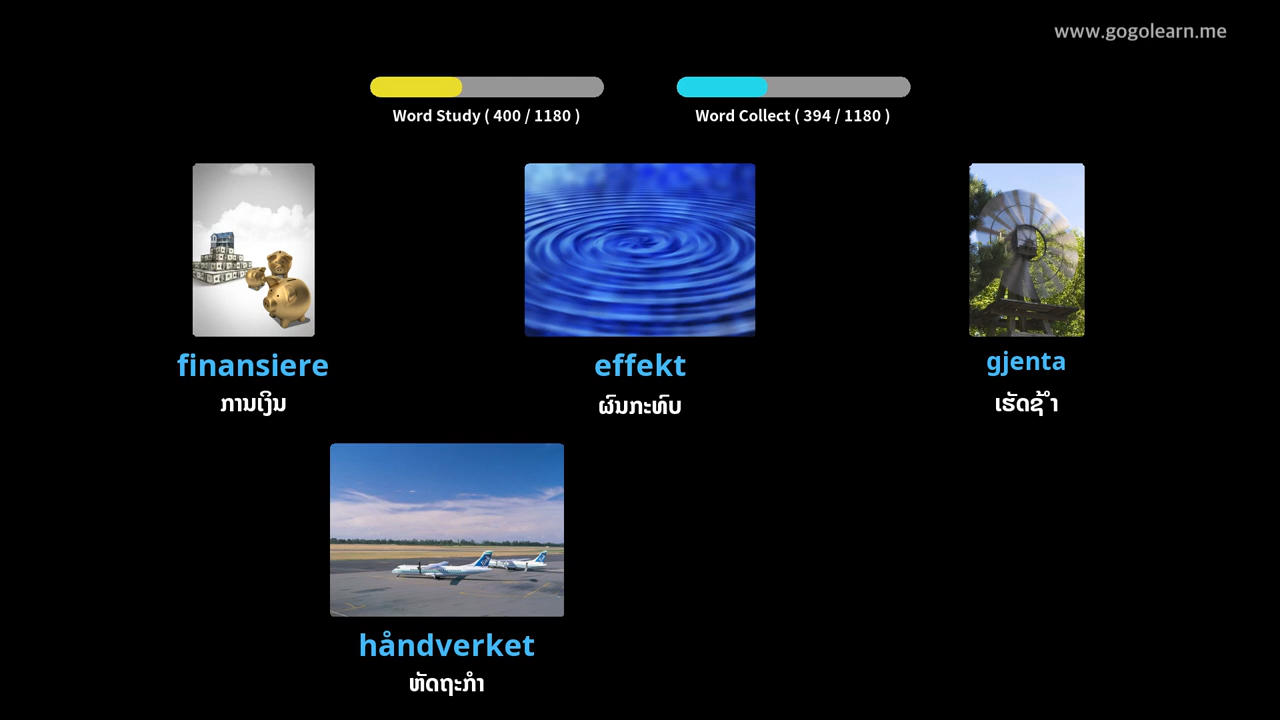 www.gogolearn.me
Word Study ( 400 / 1180 )
Word Collect ( 394 / 1180 )
finansiere
ການເງິນ
effekt
ຜົນກະທົບ
gjenta
ເຮັດຊ້ ຳ
håndverket
ຫັດຖະກຳ